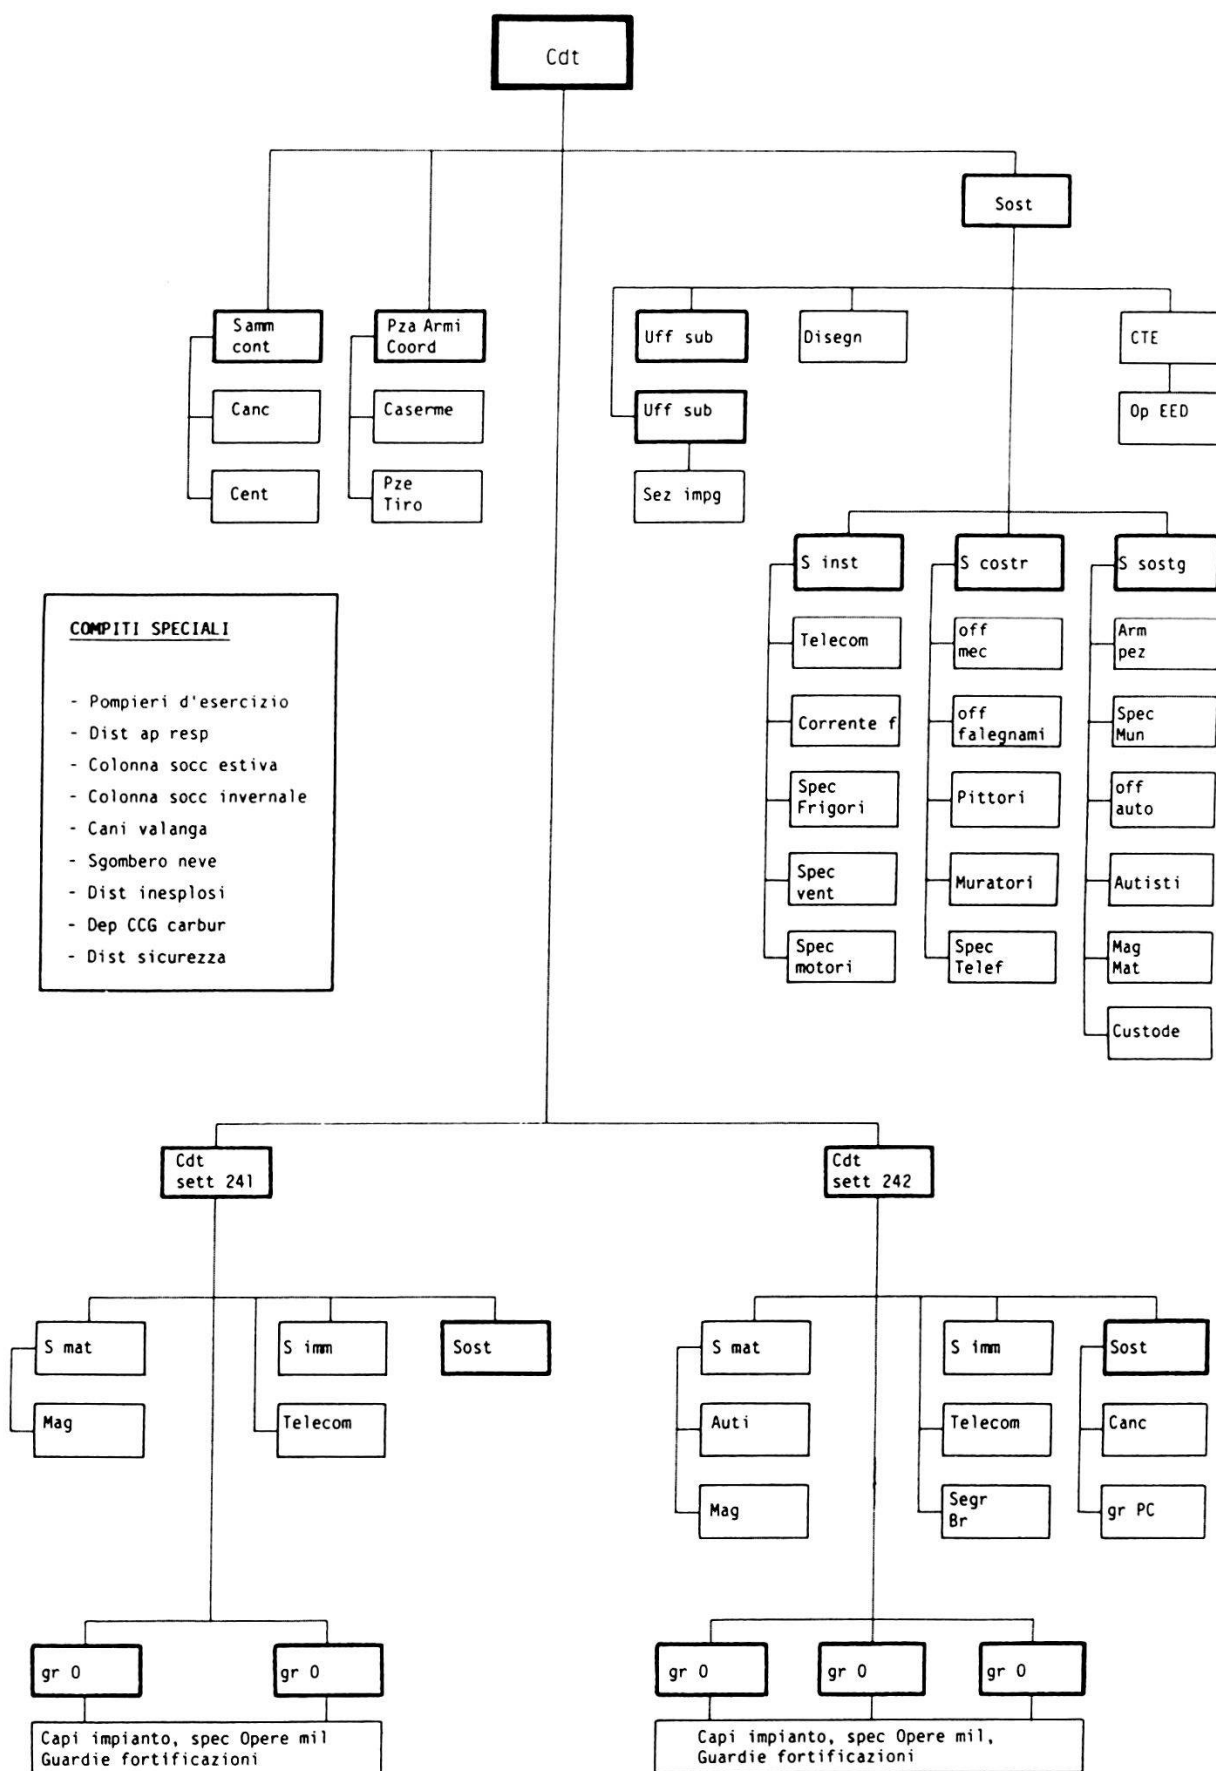 Cdt
Sost
Samm
cont
Canc
Cent
Pza Armi
Coord
Caserme
Pze
Tiro
Uff sub
Uff sub
Sez impg
Disegn
CTE
Op EED
S inst
Telecom
Corrente f
Spec
Frigori
Spec
vent
Spec
motori
S costr
off
mec
off
falegnami
Pittori
Muratori
Spec
Telef
S sostg
Arm
pez
Spec
Mun
off
auto
Autisti
Mag
Mat
Custode
COMPITI SPECIALI
- Pompieri d'esercizio
- Dist ap resp
- Colonna socc estiva
- Colonna socc invernale
- Cani valanga
- Sgombero neve
- Dist inesplosi
- Dep CCG carbur
- Dist sicurezza
Cdt
sett 241
S mat
Mag
S imm
Telecom
Sost
gr O
gr O
Capi impianto, spec Opere mil
Guardie fortificazioni
Cdt
sett 242
S mat
Auti
Mag
S imm
Telecom
Segr
Br
Sost
Canc
gr PC
gr O
gr O
gr O
Capi impianto, spec Opere mil,
Guardie fortificazioni